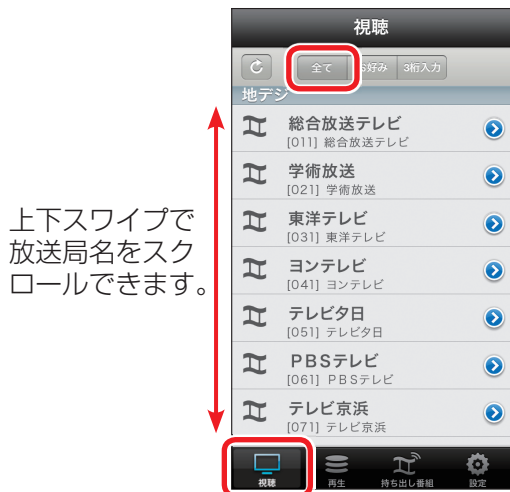 視聴
全て
お好み
3桁入力
地デジ
総合放送テレビ
[011] 総合放送テレビ
学術放送
[021] 学術放送
東洋テレビ
[031] 東洋テレビ
ヨンテレビ
[041] ヨンテレビ
テレビタ日
[051] テレビタ日
PBSテレビ
[061] PBSテレビ
テレビ京浜
[071] テレビ京浜
上下スワイプで
放送局名をスク
ロールできます。
視聴
再生
持ち出し番組
設定